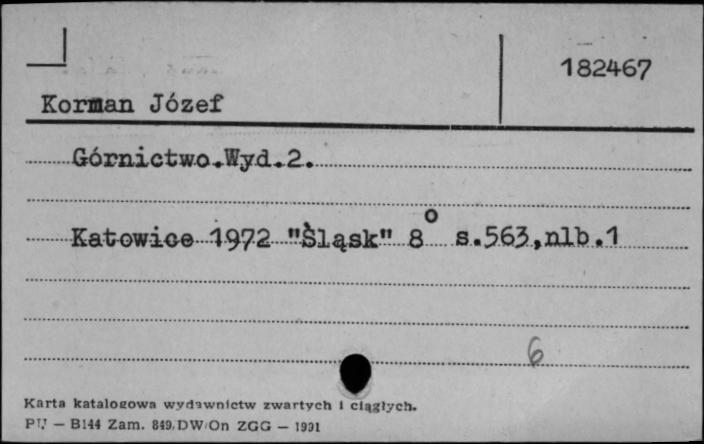 182467
Korman Józef
Górnictwo.Wyd.2.
Katowice 1972 "Śląsk" 8° s.563,nlb.1
6
Karta katalogowa wydawnictw zwartych i ciągłych.
PU — B144 Zam. 849/DW/On ZGG — 1991